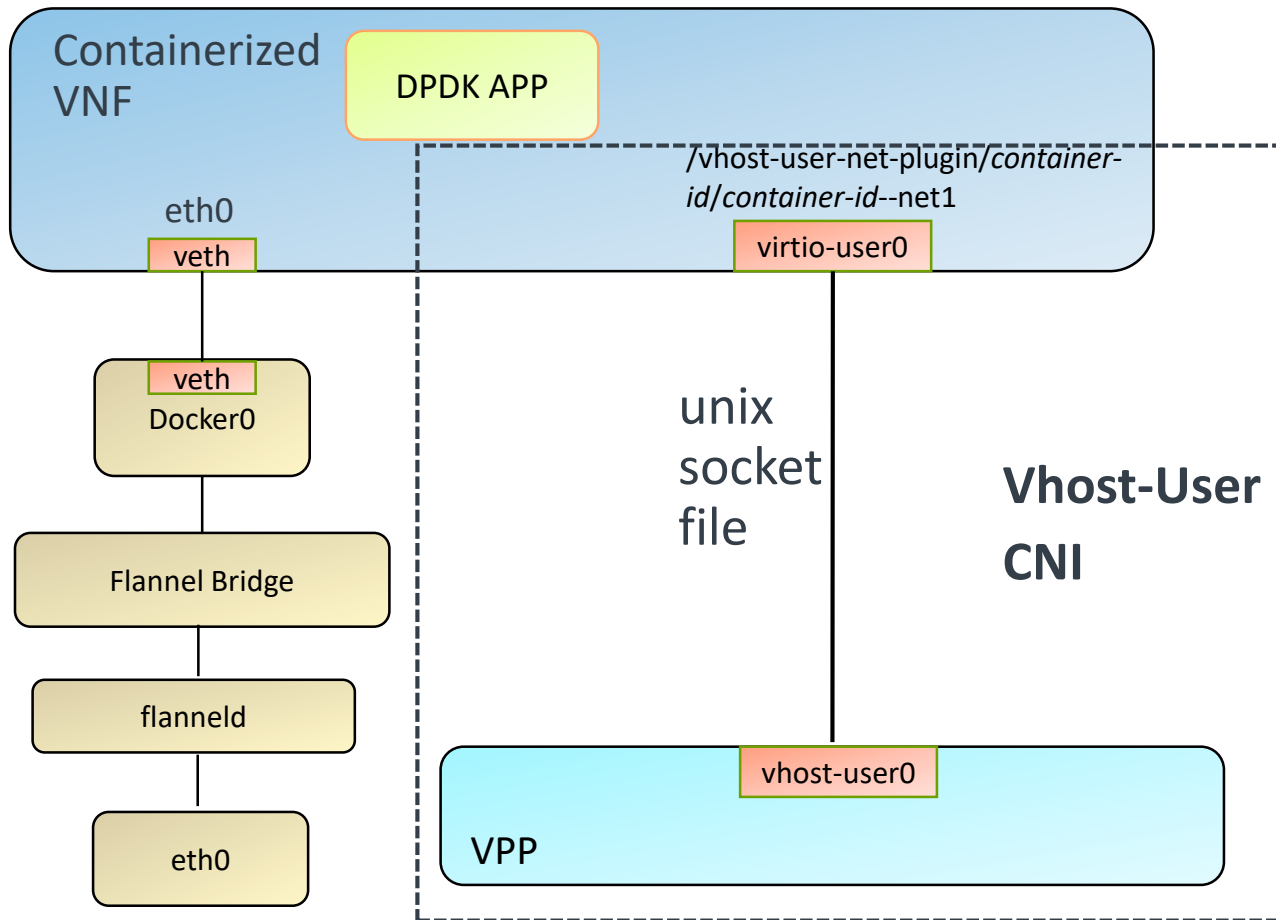 Containerized
VNF
DPDK APP
/vhost-user-net-plugin/container-
id/container-id--net1
eth0
veth
virtio-user0
veth
Docker0
unix
socket
file
Vhost-User
CNI
Flannel Bridge
flanneld
vhost-user0
VPP
eth0